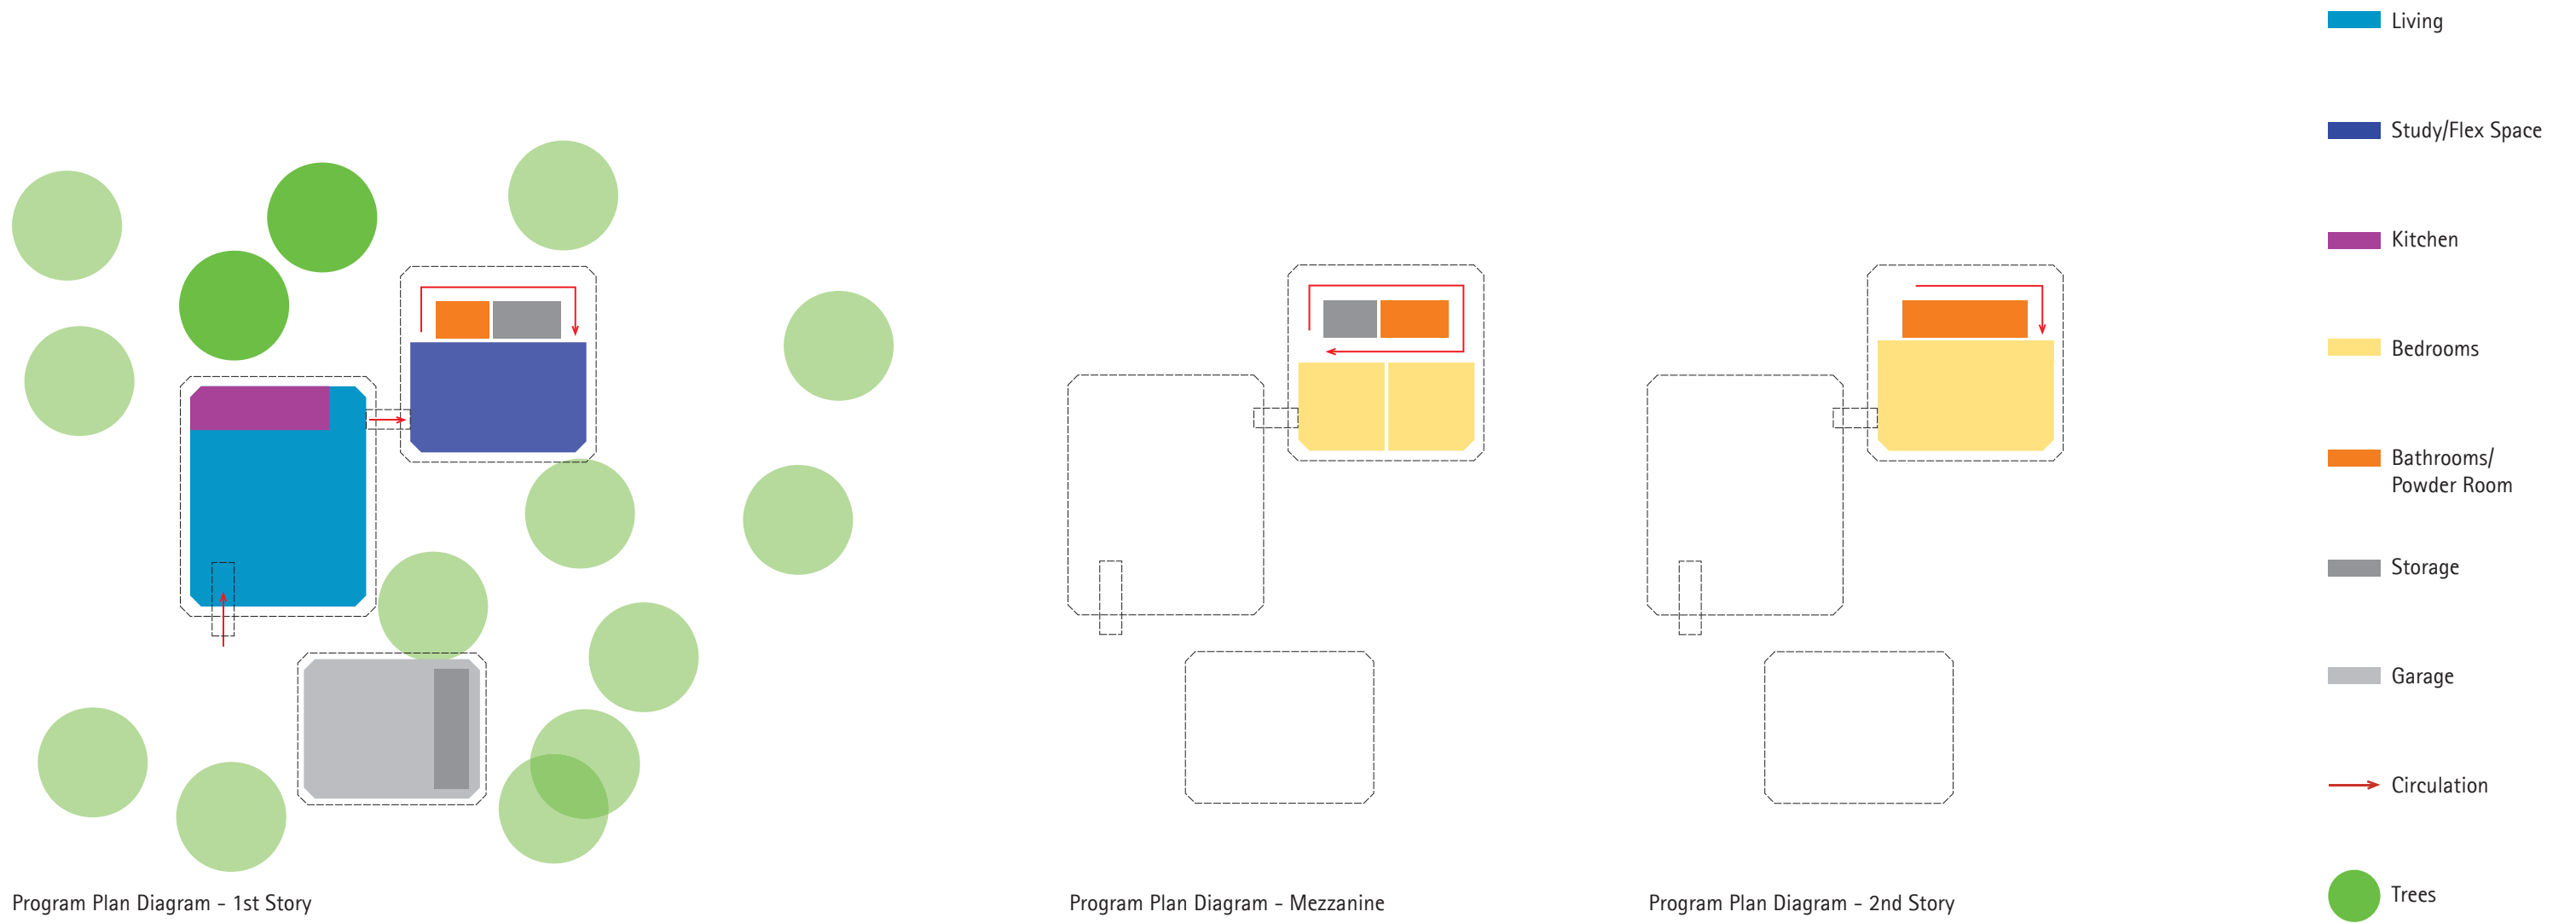 Living
Study/Flex Space
Kitchen
Bedrooms
Bathrooms/
Powder Room
Storage
Garage
Circulation
Trees
Program Plan Diagram - 1st Story
Program Plan Diagram - Mezzanine
Program Plan Diagram - 2nd Story